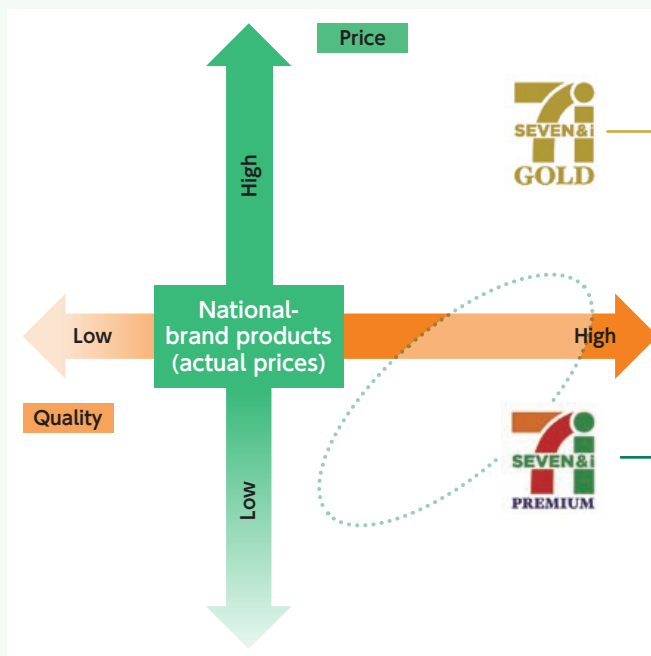 Price
High
SEVEN&i
GOLD
National-
brand products
(actual prices)
Low
High
Quality
SEVEN&i
PREMIUM
Low